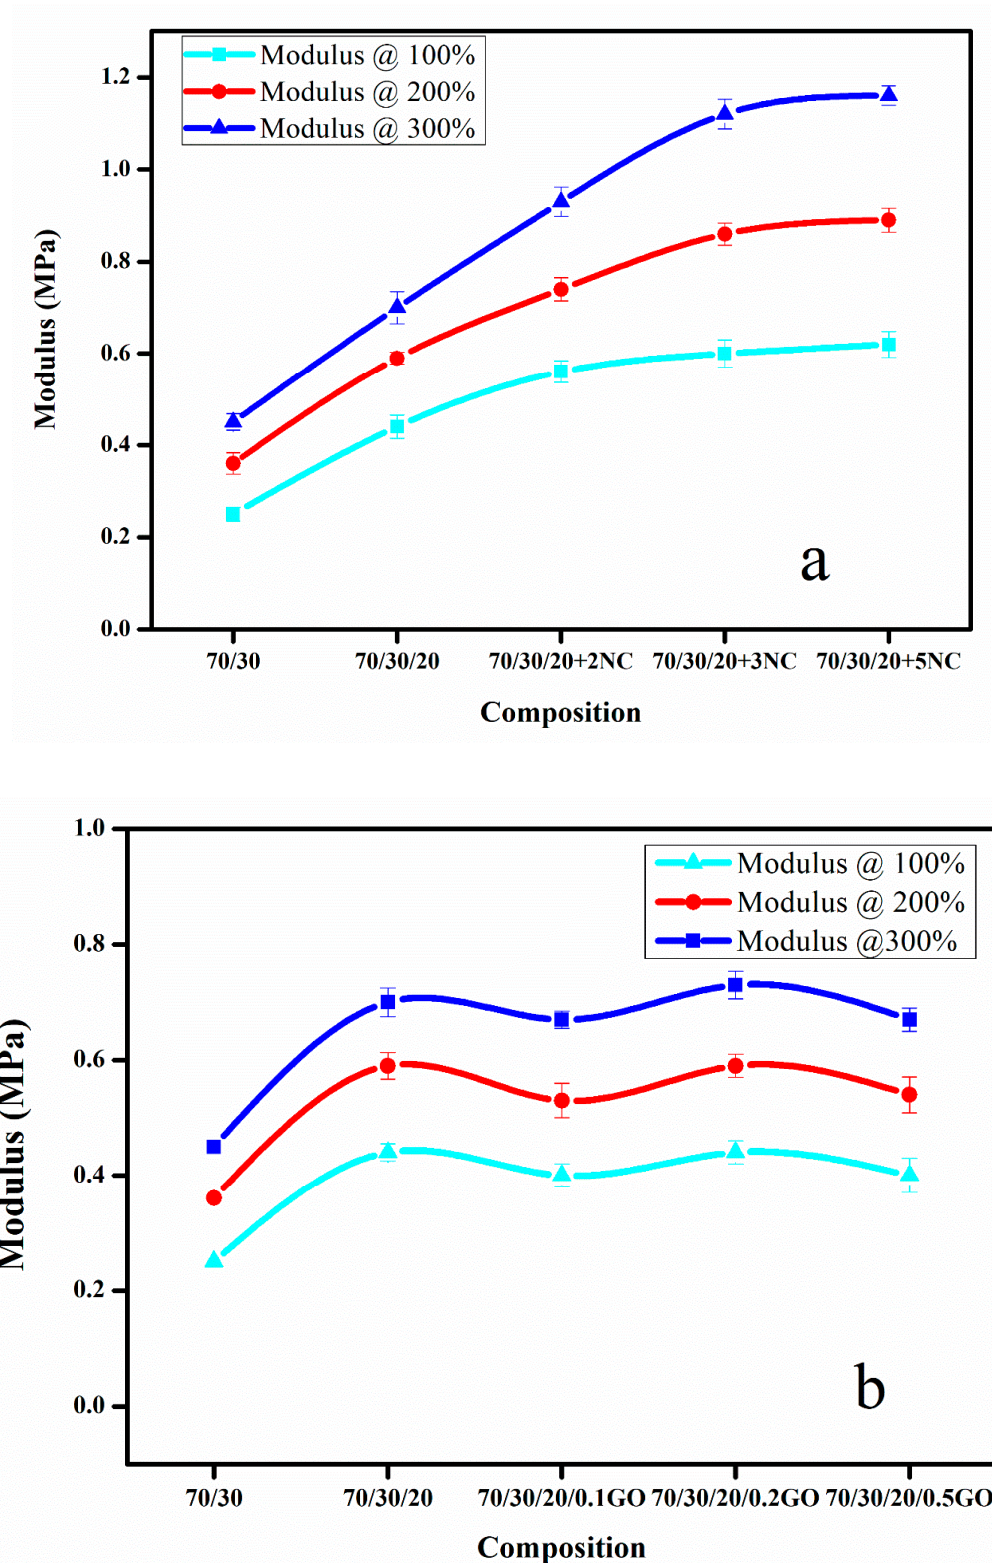 Modulus @ 100%
Modulus @ 200%
Modulus @ 300%
1.2
1.0
0.8
0.6
0.4
0.2
0.0
Modulus (MPa)
a
70/30 70/30/20 70/30/20+2NC 70/30/20+3NC 70/30/20+5NC
Composition
1.0
0.8
0.6
0.4
0.2
0.0
Modulus (MPa)
Modulus @ 100%
Modulus @ 200%
Modulus @300%
b
70/30 70/30/20 70/30/20/0.1GO 70/30/20/0.2GO 70/30/20/0.5GO
Composition